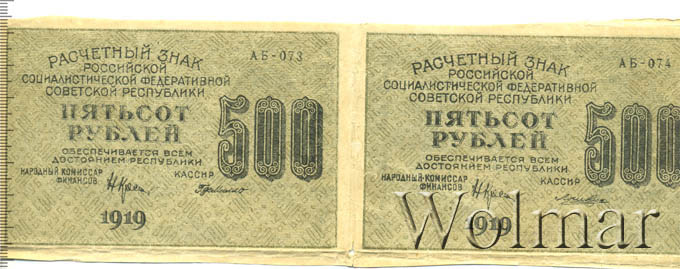 РАСЧЕТНЫЙ ЗНАК
АБ-073
РОССИЙСКОЙ
СОЦИАЛИСТИЧЕСКОЙ ФЕДЕРАТИВНОЙ
СОВЕТСКОЙ РЕСПУБЛИКИ
ПЯТЬСОТ
РУБЛЕЙ
500
ОБЕСПЕЧИВАЕТСЯ ВСЕМ
ДОСТОЯНИЕМ РЕСПУБЛИКИ
НАРОДНЫЙ КОМИССАР
ФИНАНСОВ
КАССИР
1919
РАСЧЕТНЫЙ ЗНАК
АБ-074
РОССИЙСКОЙ
СОЦИАЛИСТИЧЕСКОЙ ФЕДЕРАТИВНОЙ
СОВЕТСКОЙ РЕСПУБЛИКИ
ПЯТЬСОТ
РУБЛЕЙ
500
ОБЕСПЕЧИВАЕТСЯ ВСЕМ
ДОСТОЯНИЕМ РЕСПУБЛИКИ
НАРОДНЫЙ КОМИССАР
ФИНАНСОВ
КАССИР
1919
Wolmar